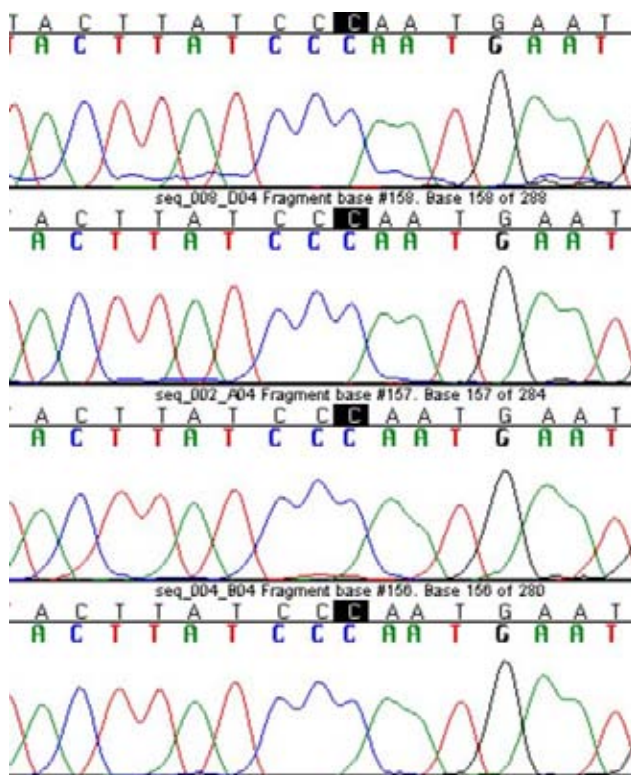 T A C T T A T C C C A A T G A A T
T A C T T A T C C C A A T G A A T
seq_008_D04 Fragment base #158. Base 158 of 288
A C T T A T C C C A A T G A A T
A C T T A T C C C A A T G A A T
seq_002_A04 Fragment base #157. Base 157 of 284
A C T T A T C C C A A T G A A T
A C T T A T C C C A A T G A A T
seq_004_B04 Fragment base #156. Base 156 of 280
A C T T A T C C C A A T G A A T
A C T T A T C C C A A T G A A T